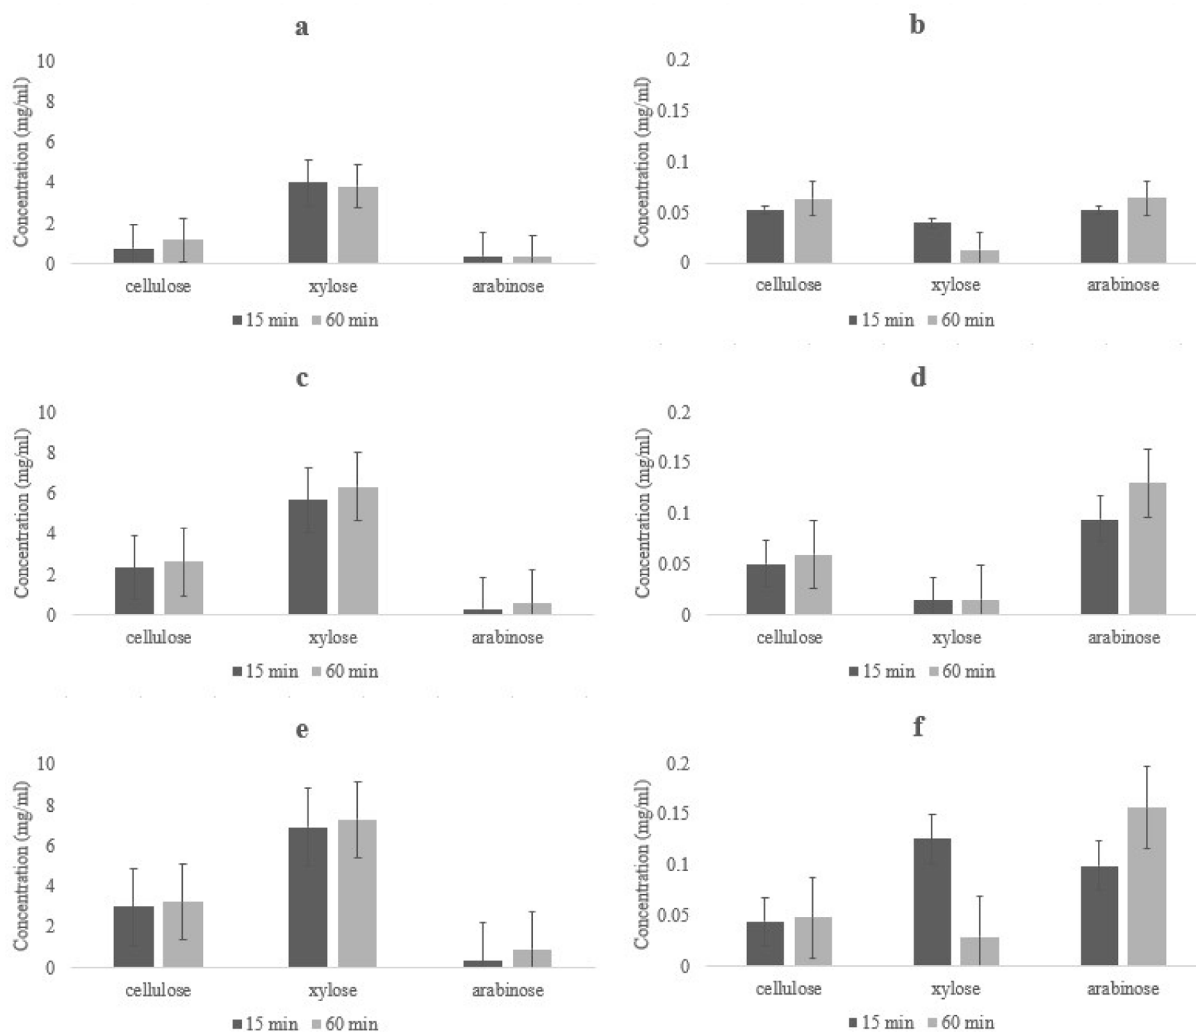 a
Concentration (mg/ml)
10
8
6
4
2
0
cellulose xylose arabinose
15 min 60 min
b
Concentration (mg/ml)
0.2
0.15
0.1
0.05
0
cellulose xylose arabinose
15 min 60 min
c
Concentration (mg/ml)
10
8
6
4
2
0
cellulose xylose arabinose
15 min 60 min
d
Concentration (mg/ml)
0.2
0.15
0.1
0.05
0
cellulose xylose arabinose
15 min 60 min
e
Concentration (mg/ml)
10
8
6
4
2
0
cellulose xylose arabinose
15 min 60 min
f
Concentration (mg/ml)
0.2
0.15
0.1
0.05
0
cellulose xylose arabinose
15 min 60 min